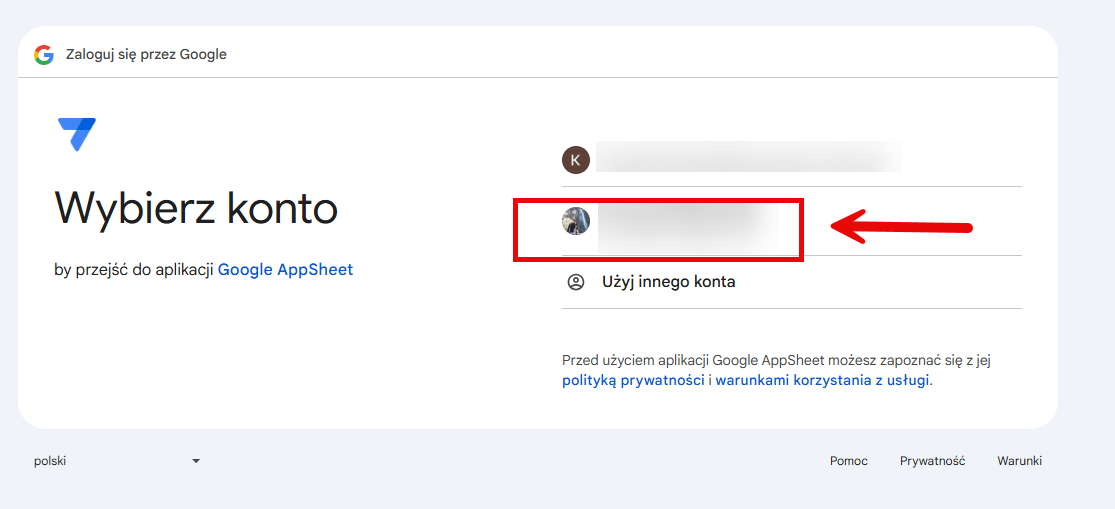 Zaloguj się przez Google
Wybierz konto
by przejść do aplikacji Google AppSheet
K
Użyj innego konta
Przed użyciem aplikacji Google AppSheet możesz zapoznać się z jej
polityką prywatności i warunkami korzystania z usługi.
polski
Pomoc
Prywatność
Warunki